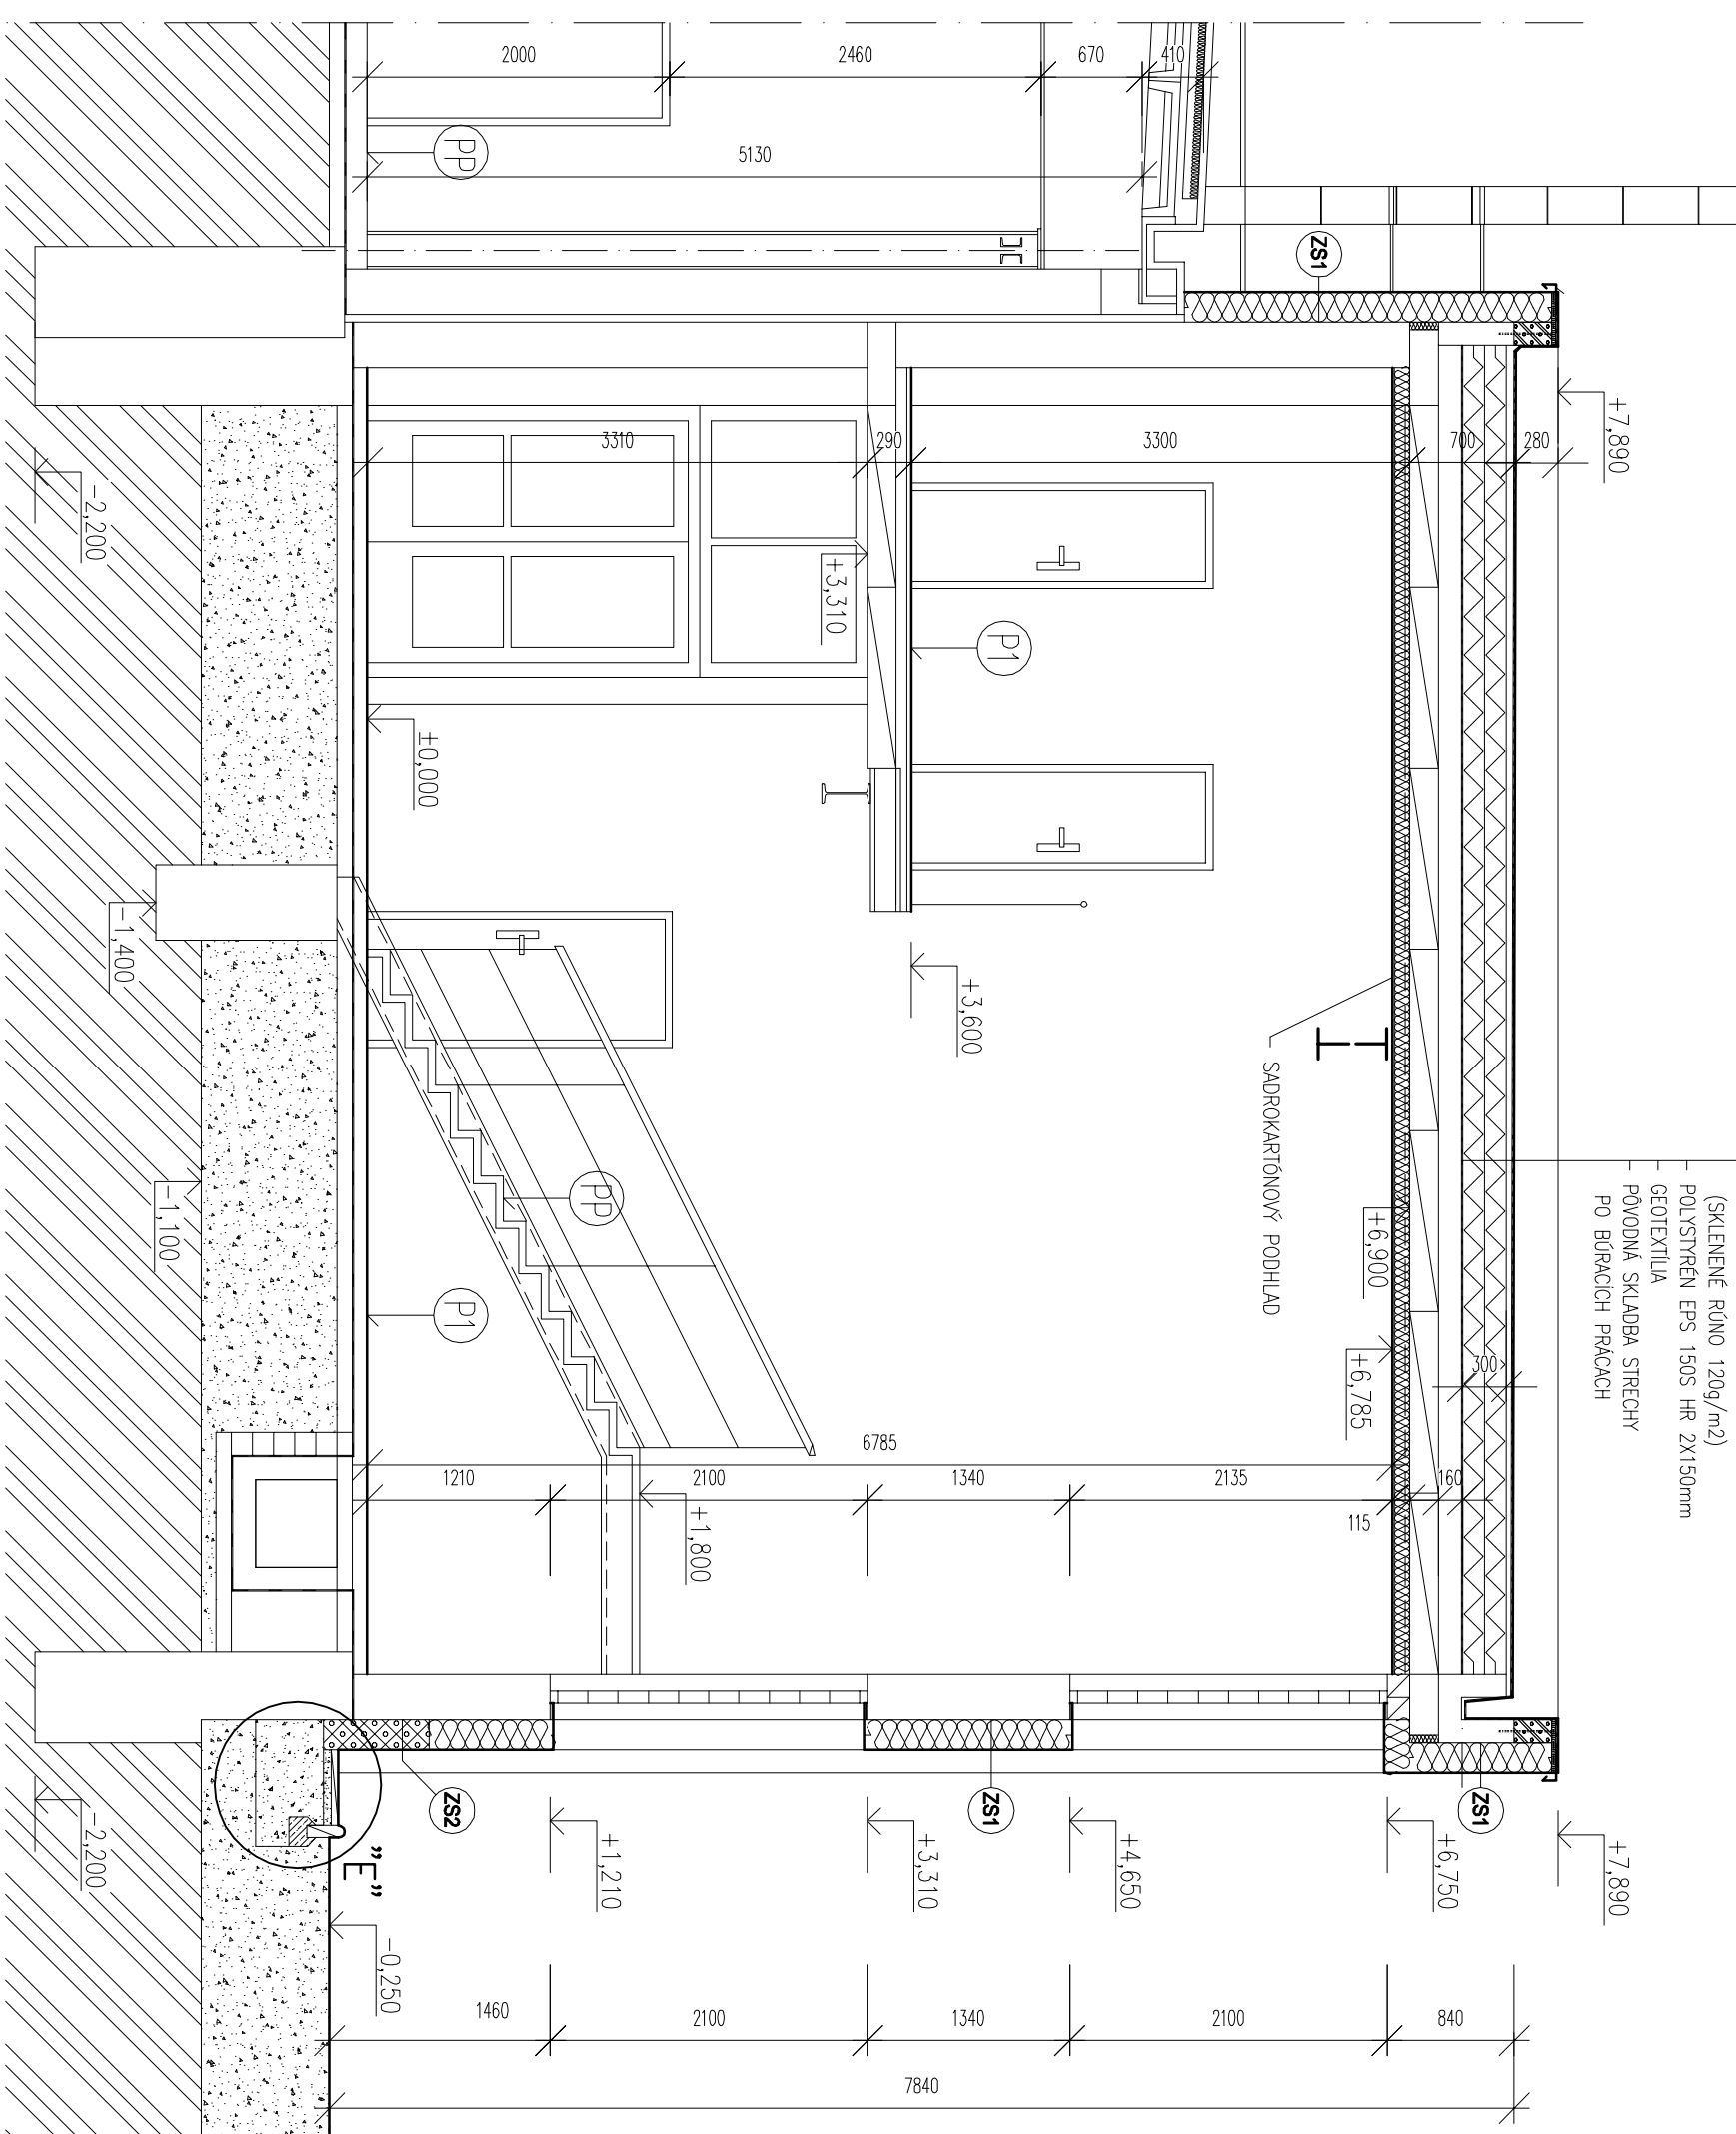 2000
2460
670
410
PP
5130
ZS1
+7,890
3310
290
3300
700
280
-2,200
+3,310
P1
±0,000
-1,400
+3,600
SADROKARTÓNOVÝ PODHLAD
(SKLENENÉ RÚNO 120g/m2)
POLYSTYRÉN EPS 150S HR 2X150mm
GEOTEXTÍLIA
PÔVODNÁ SKLADBA STRECHY
PO BÚRACÍCH PRÁCACH
-1,100
PP
+6,900
P1
+6,785
300
6785
1210
2100
1340
2135
160
115
+1,800
ZS2
ZS1
ZS1
"E"
-2,200
+1,210
+3,310
+4,650
+6,750
+7,890
-0,250
1460
2100
1340
2100
840
7840